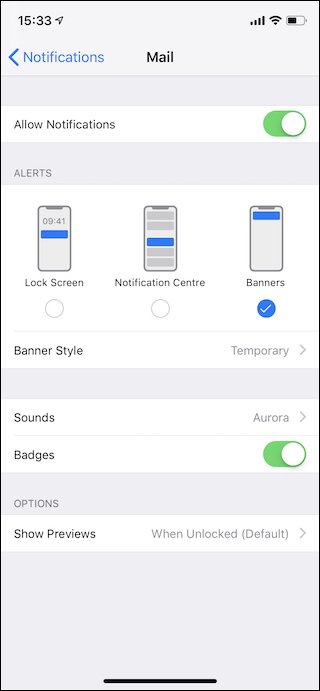 15:33
Notifications Mail
Allow Notifications
ALERTS
09:41
Lock Screen Notification Centre Banners
Banner Style Temporary
Sounds Aurora
Badges
OPTIONS
Show Previews When Unlocked (Default)